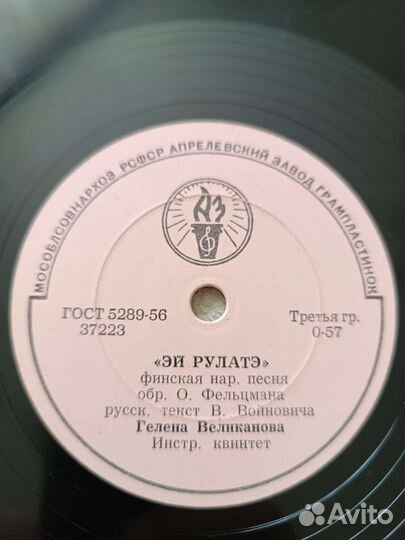 МОСОБЛСОВНАРХОЗ РСФСР АПРЕЛЕВСКИЙ ЗАВОД ГРАМПЛАСТИНОК
АЗ
ГОСТ 5289-56
37223
Третья гр.
0-57
«ЭЙ РУЛАТЭ»
финская нар. песня
обр. О. Фельцмана
русск. текст В. Войновича
Гелена Великанова
Инстр. квинтет
Avito